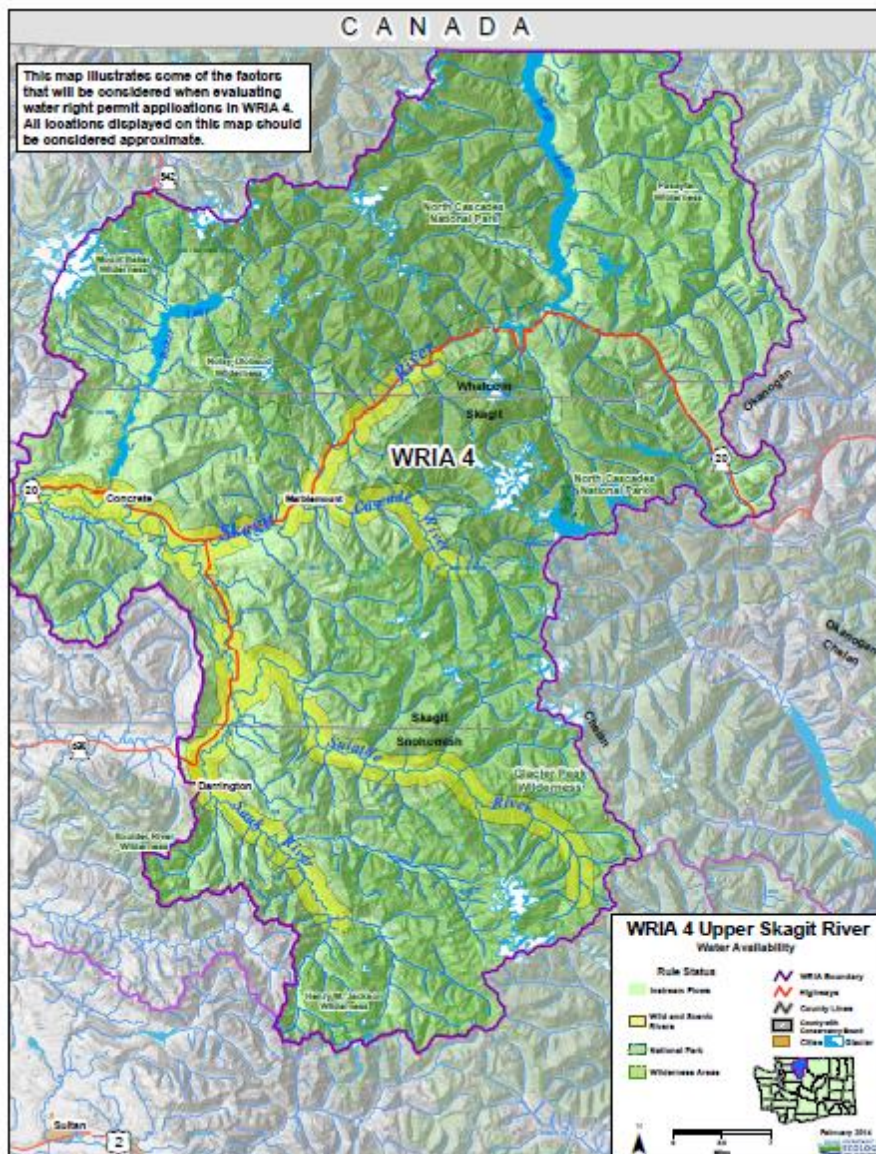 CANADA
This map illustrates some of the factors
that will be considered when evaluating
water right permit applications in WRIA 4.
All locations displayed on this map should
be considered approximate.
542
North Cascades
National Park
Pasayten
Wilderness
Mount Baker
Wilderness
Noisy-Diobsud
Wilderness
River
Whatcom
Skagit
Okanogan
WRIA 4
20
20
North Cascades
National Park
Concrete
Marblemount
Skagit
Cascade
River
Okanogan
Chelan
Skagit
Snohomish
Chelan
530
Suiattle
River
Glacier Peak
Wilderness
Darrington
Sauk
River
Boulder River
Wilderness
Henry M. Jackson
Wilderness
Sultan
2
WRIA 4 Upper Skagit River
Water Availability
Rule Status
Instream Flows
Wild and Scenic
Rivers
National Park
Wilderness Areas
WRIA Boundary
Highways
County Lines
County with
Conservancy Board
Cities
Glacier
N
February 2014
ECOLOGY